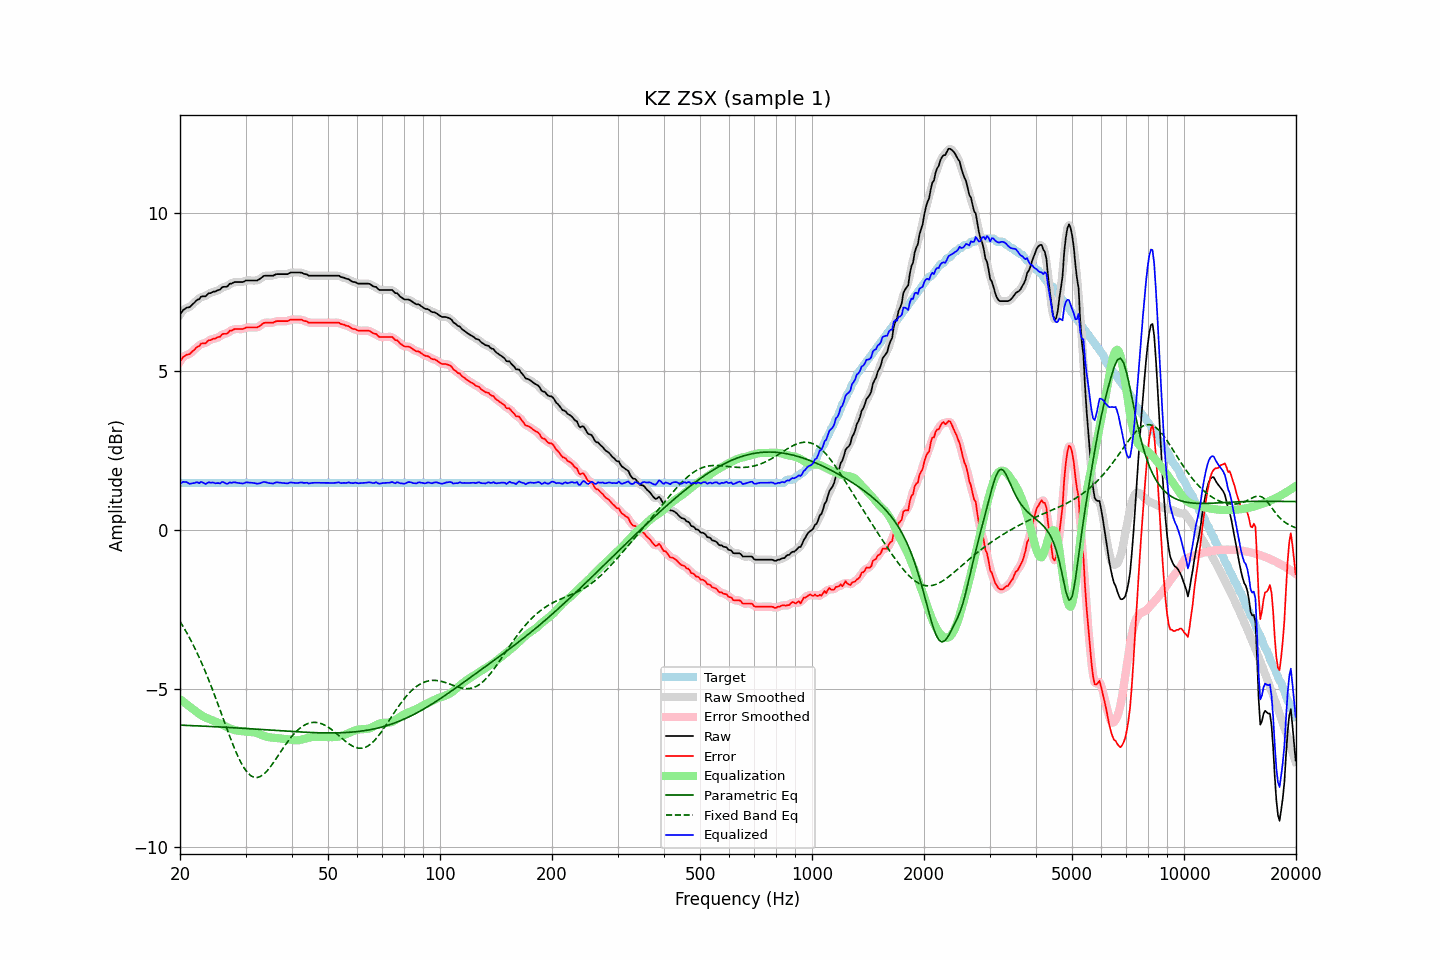 KZ ZSX (sample 1)
Amplitude (dBr)
10
5
0
−5
−10
Target
Raw Smoothed
Error Smoothed
Raw
Error
Equalization
Parametric Eq
Fixed Band Eq
Equalized
20 50 100 200 500 1000 2000 5000 10000 20000
Frequency (Hz)